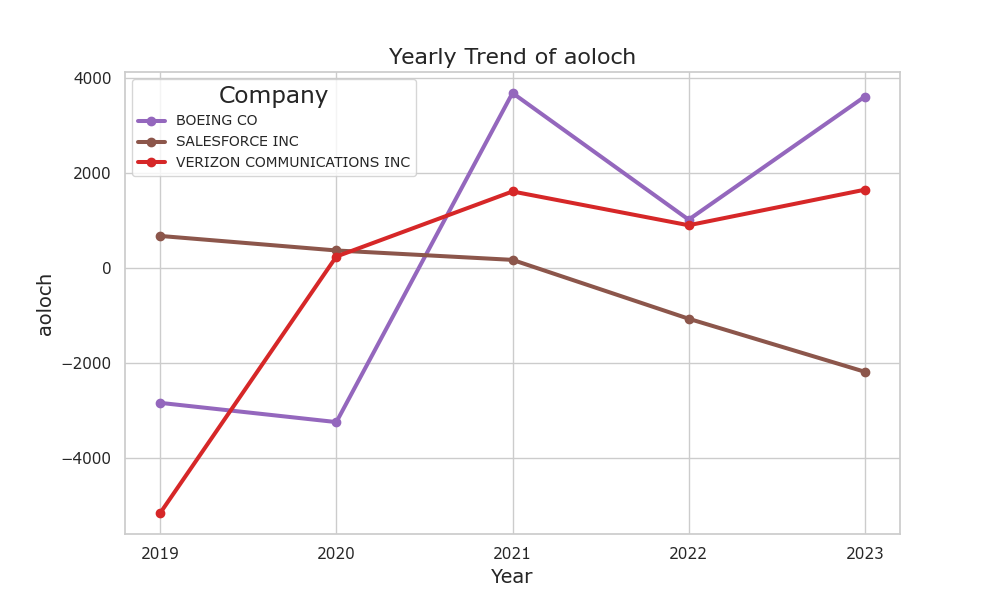 Yearly Trend of aoloch
Company
BOEING CO
SALESFORCE INC
VERIZON COMMUNICATIONS INC
aoloch
4000
2000
0
−2000
−4000
2019 2020 2021 2022 2023
Year